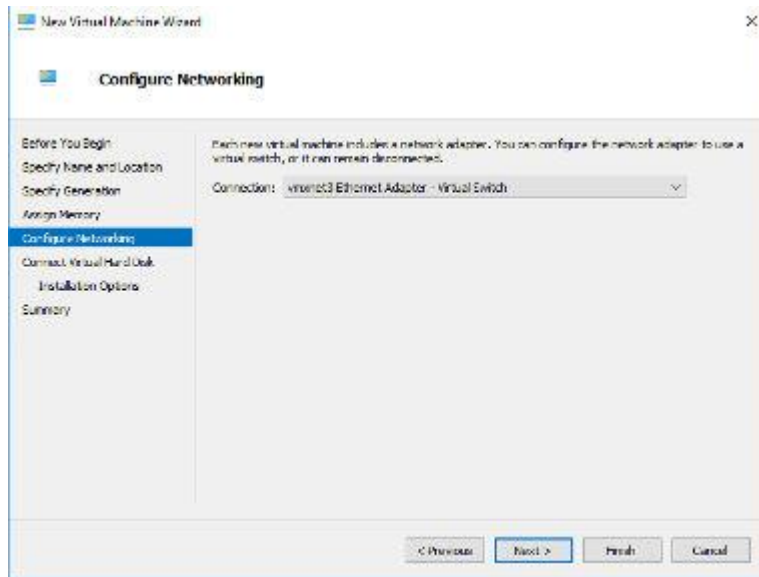 New Virtual Machine Wizard
Configure Networking
Before You Begin
Specify Name and Location
Specify Generation
Assign Memory
Configure Networking
Connect Virtual Hard Disk
Installation Options
Summary
Each new virtual machine includes a network adapter. You can configure the network adapter to use a
virtual switch, or it can remain disconnected.
Connection: vmxnet3 Ethernet Adapter - Virtual Switch
< Previous Next > Finish Cancel